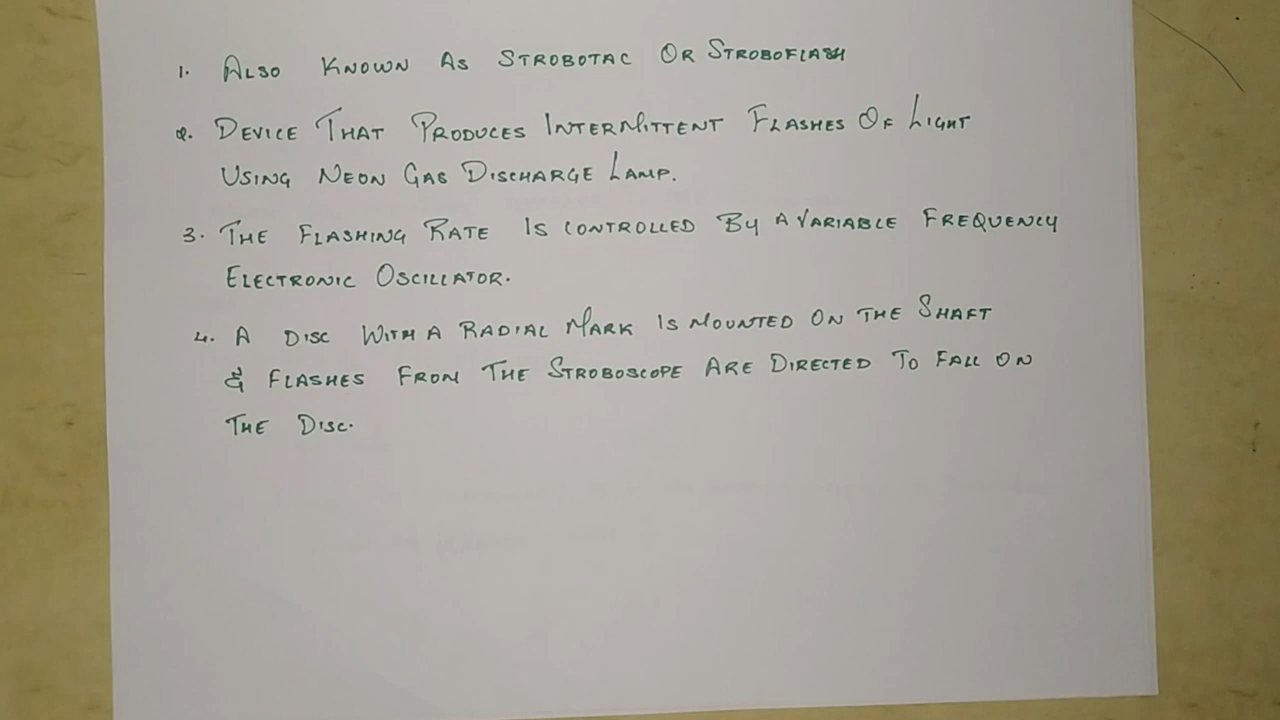 1. ALSO KNOWN AS STROBOTAC OR STROBOFLASH
2. DEVICE THAT PRODUCES INTERMITTENT FLASHES OF LIGHT
USING NEON GAS DISCHARGE LAMP.
3. THE FLASHING RATE IS CONTROLLED BY A VARIABLE FREQUENCY
ELECTRONIC OSCILLATOR.
4. A DISC WITH A RADIAL MARK IS MOUNTED ON THE SHAFT
& FLASHES FROM THE STROBOSCOPE ARE DIRECTED TO FALL ON
THE DISC.